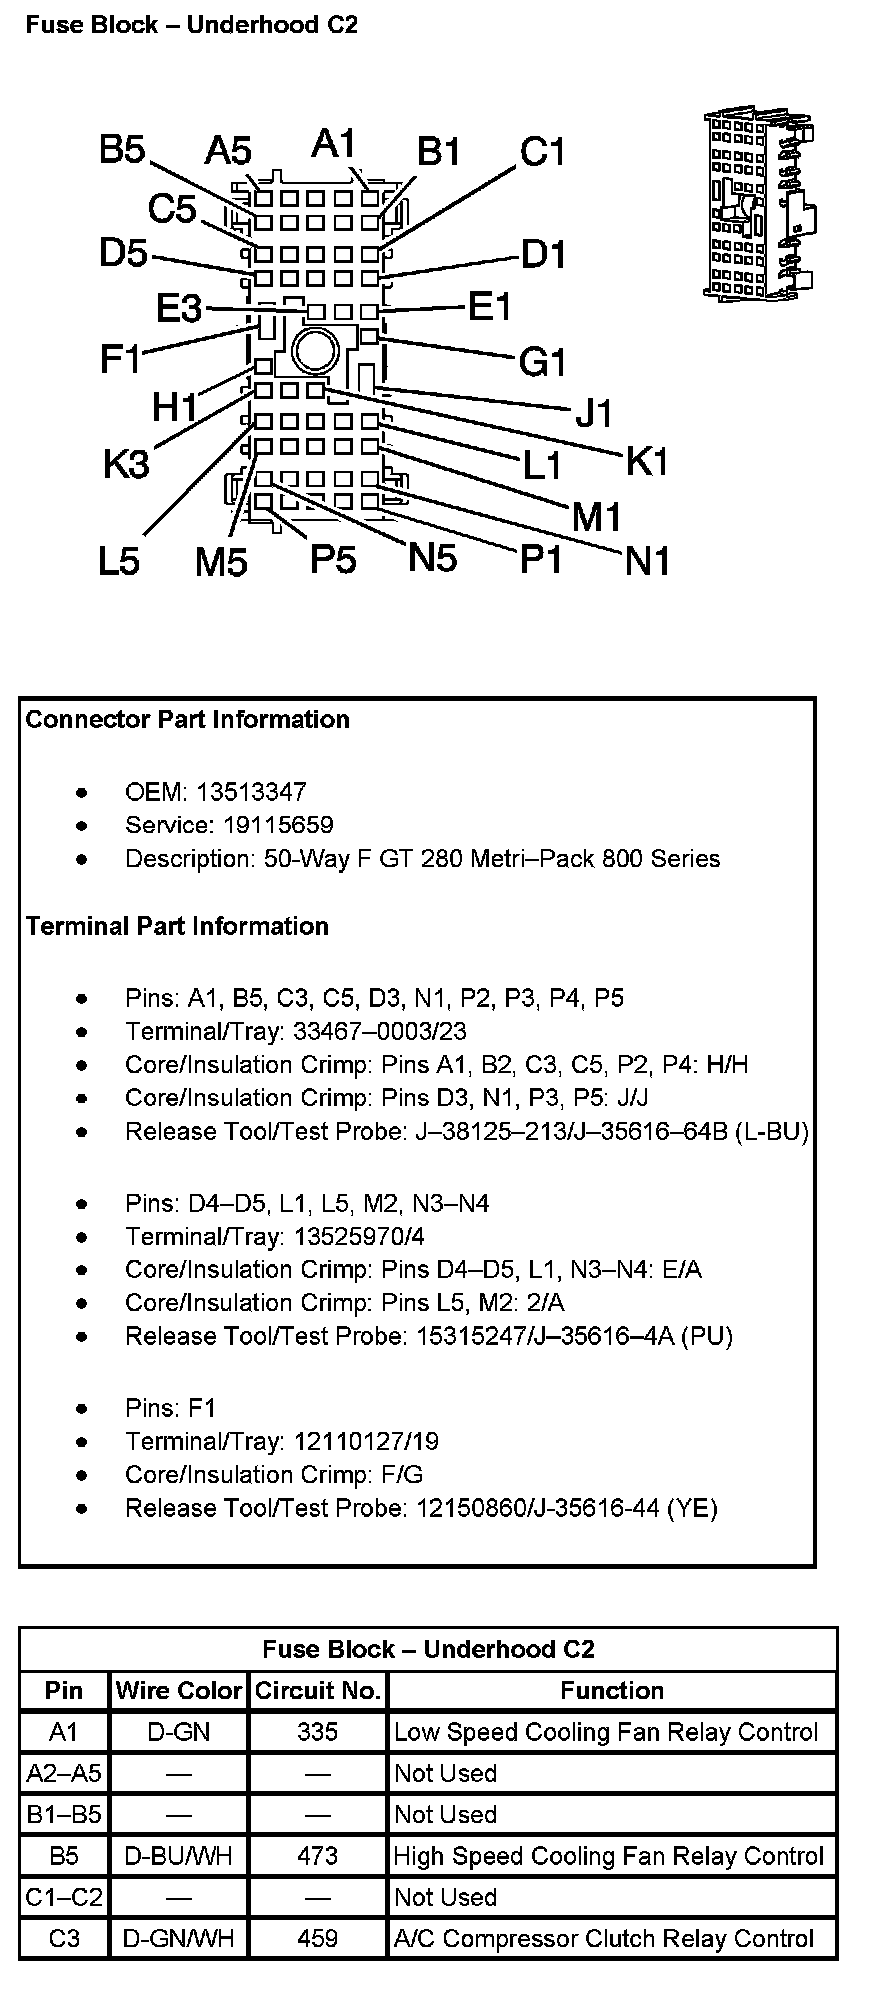 Fuse Block – Underhood C2
B5 A5 A1 B1 C1
C5
D5 D1
E3 E1
F1 G1
H1 J1
K3 L1 K1
M1
L5 M5 P5 N5 P1 N1
Connector Part Information
• OEM: 13513347
• Service: 19115659
• Description: 50-Way F GT 280 Metri–Pack 800 Series
Terminal Part Information
• Pins: A1, B5, C3, C5, D3, N1, P2, P3, P4, P5
• Terminal/Tray: 33467–0003/23
• Core/Insulation Crimp: Pins A1, B2, C3, C5, P2, P4: H/H
• Core/Insulation Crimp: Pins D3, N1, P3, P5: J/J
• Release Tool/Test Probe: J–38125–213/J–35616–64B (L-BU)
• Pins: D4–D5, L1, L5, M2, N3–N4
• Terminal/Tray: 13525970/4
• Core/Insulation Crimp: Pins D4–D5, L1, N3–N4: E/A
• Core/Insulation Crimp: Pins L5, M2: 2/A
• Release Tool/Test Probe: 15315247/J–35616–4A (PU)
• Pins: F1
• Terminal/Tray: 12110127/19
• Core/Insulation Crimp: F/G
• Release Tool/Test Probe: 12150860/J-35616-44 (YE)
Fuse Block – Underhood C2
Pin Wire Color Circuit No. Function
A1 D-GN 335 Low Speed Cooling Fan Relay Control
A2–A5 — — Not Used
B1–B5 — — Not Used
B5 D-BU/WH 473 High Speed Cooling Fan Relay Control
C1–C2 — — Not Used
C3 D-GN/WH 459 A/C Compressor Clutch Relay Control